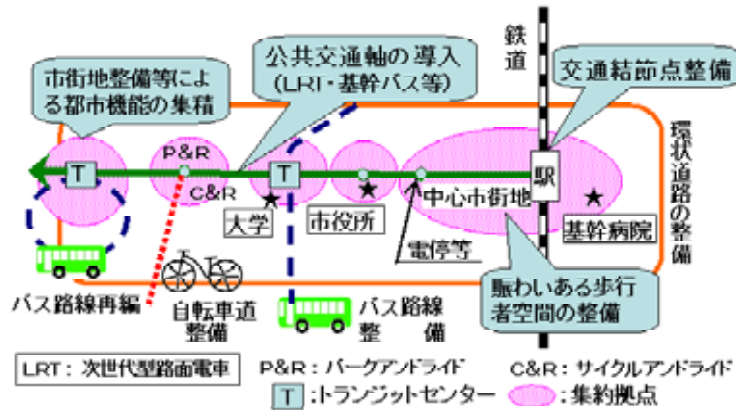 市街地整備等によ
る都市機能の集積
公共交通軸の導入
(LRT・基幹バス等)
鉄道
交通結節点整備
環状道路の整備
P&R
T
C&R
T
駅
大学
市役所
中心市街地
電停等
基幹病院
バス路線再編
自転車道
整備
バス路線
整 備
賑わいある歩行
者空間の整備
LRT：次世代型路面電車
P&R：パークアンドライド
C&R：サイクルアンドライド
T：トランジットセンター
：集約拠点